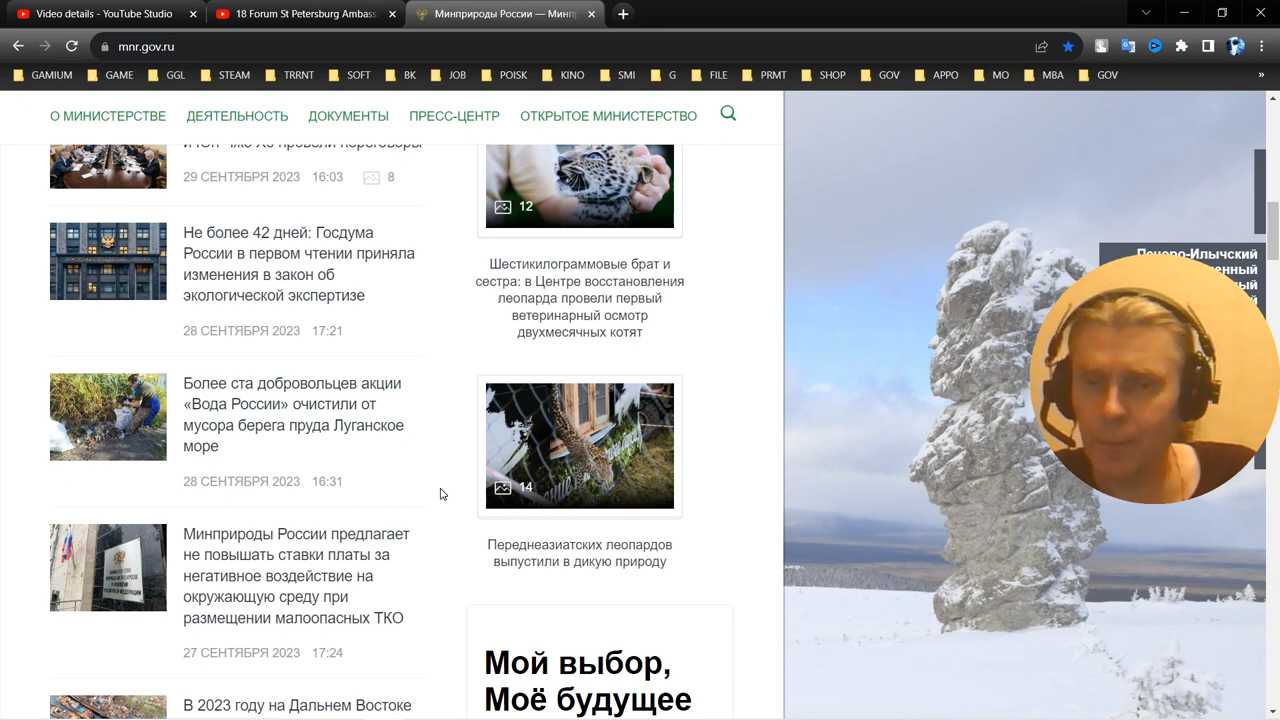 Video details - YouTube Studio
18 Forum St Petersburg Ambass
Минприроды России — Минпр
mnr.gov.ru
GAMIUM GAME GGL STEAM TRRNT SOFT BK JOB POISK KINO SMI G FILE PRMT SHOP GOV APPO MO MBA GOV »
О МИНИСТЕРСТВЕ ДЕЯТЕЛЬНОСТЬ ДОКУМЕНТЫ ПРЕСС-ЦЕНТР ОТКРЫТОЕ МИНИСТЕРСТВО
переговоры
29 СЕНТЯБРЯ 2023 16:03 8
Не более 42 дней: Госдума
России в первом чтении приняла
изменения в закон об
экологической экспертизе
28 СЕНТЯБРЯ 2023 17:21
Более ста добровольцев акции
«Вода России» очистили от
мусора берега пруда Луганское
море
28 СЕНТЯБРЯ 2023 16:31
Минприроды России предлагает
не повышать ставки платы за
негативное воздействие на
окружающую среду при
размещении малоопасных ТКО
27 СЕНТЯБРЯ 2023 17:24
В 2023 году на Дальнем Востоке
12
Шестикилограммовые брат и
сестра: в Центре восстановления
леопарда провели первый
ветеринарный осмотр
двухмесячных котят
14
Переднеазиатских леопардов
выпустили в дикую природу
Мой выбор,
Моё будущее
Печоро-Илычский